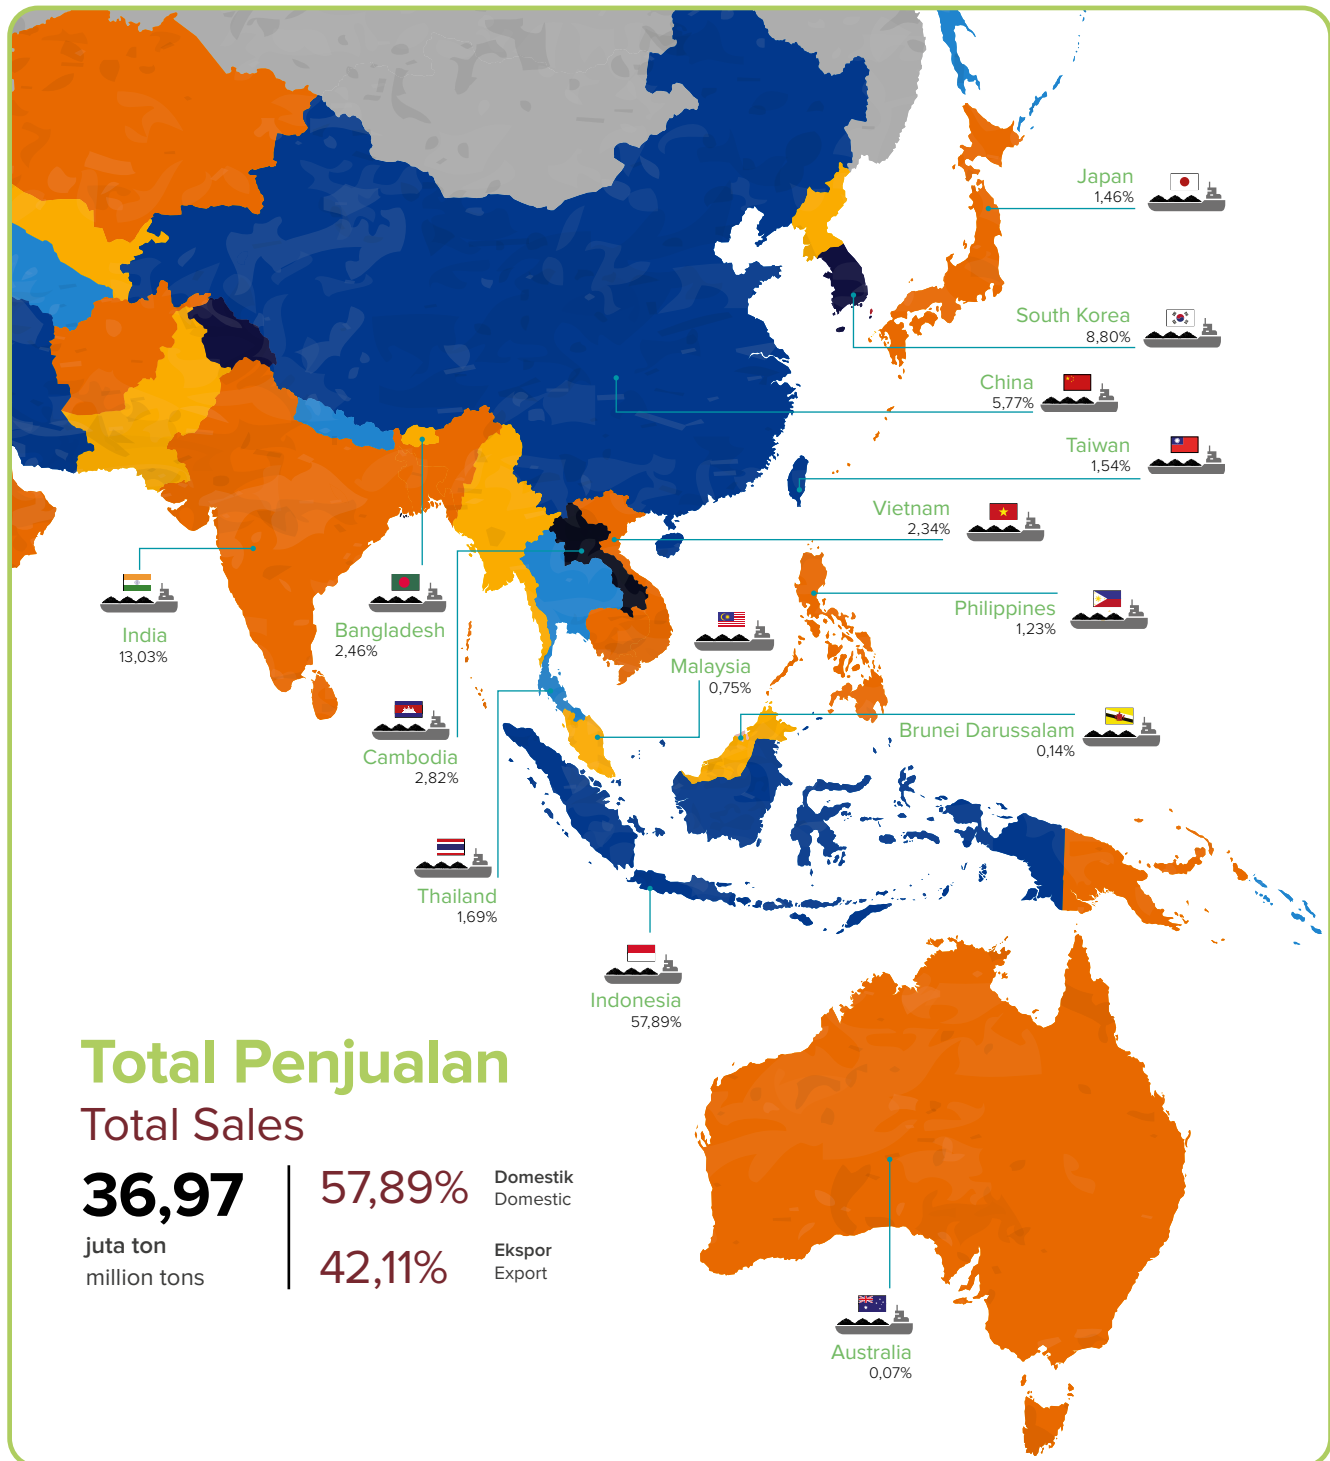 Japan
1,46%
South Korea
8,80%
China
5,77%
Taiwan
1,54%
Vietnam
2,34%
Philippines
1,23%
India
13,03%
Bangladesh
2,46%
Malaysia
0,75%
Brunei Darussalam
0,14%
Cambodia
2,82%
Thailand
1,69%
Indonesia
57,89%
Total Penjualan
Total Sales
36,97
juta ton
million tons
57,89%
Domestik
Domestic
42,11%
Ekspor
Export
Australia
0,07%